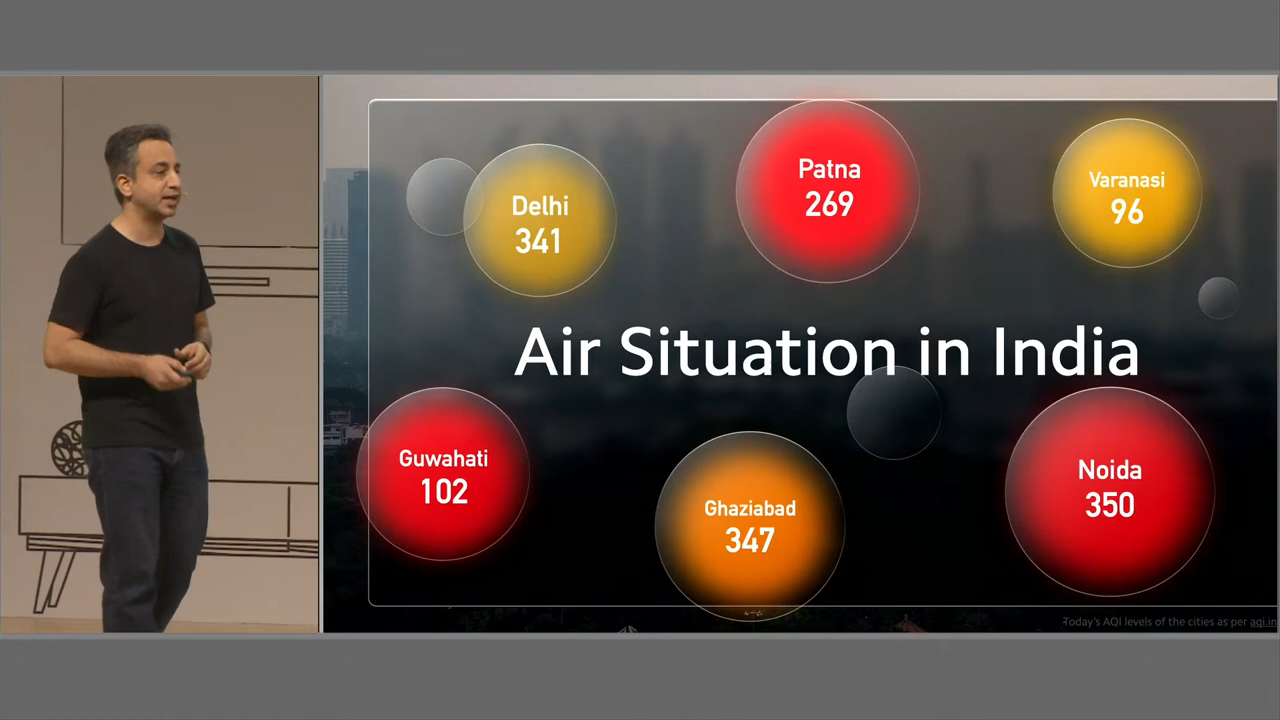 Patna
269
Varanasi
96
Delhi
341
Air Situation in India
Guwahati
102
Noida
350
Ghaziabad
347
Today's AQI levels of the cities as per aqi.in